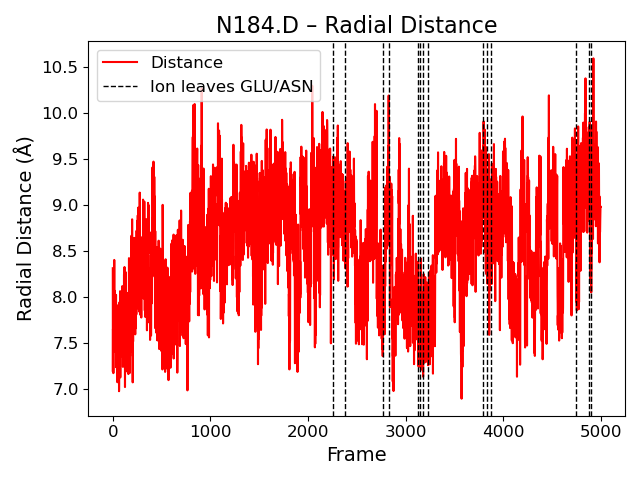 N184.D – Radial Distance
Distance
Ion leaves GLU/ASN
Radial Distance (Å)
10.5
10.0
9.5
9.0
8.5
8.0
7.5
7.0
0 1000 2000 3000 4000 5000
Frame